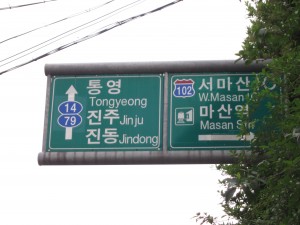 통영
Tongyeong
14
79
진주 Jinju
진동 Jindong
102
서마산
W.Masan
마산역
Masan